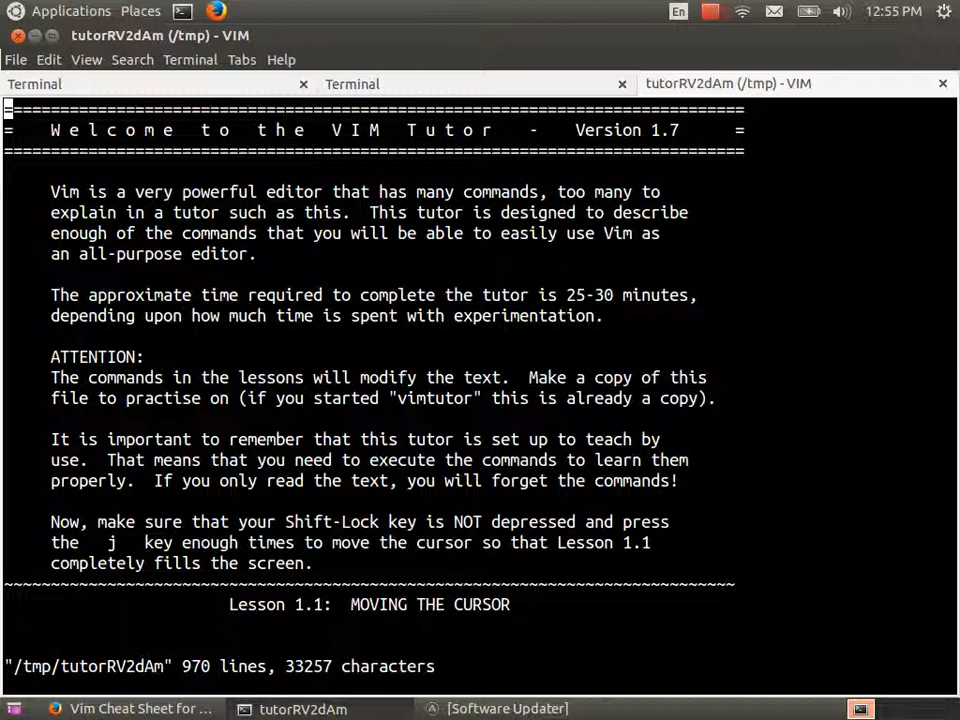 Applications Places En 12:55 PM
tutorRV2dAm (/tmp) - VIM
File Edit View Search Terminal Tabs Help
Terminal × Terminal × tutorRV2dAm (/tmp) - VIM ×
===============================================================================
=    W e l c o m e   t o   t h e   V I M   T u t o r    -    Version 1.7      =
===============================================================================
Vim is a very powerful editor that has many commands, too many to
explain in a tutor such as this.  This tutor is designed to describe
enough of the commands that you will be able to easily use Vim as
an all-purpose editor.
The approximate time required to complete the tutor is 25-30 minutes,
depending upon how much time is spent with experimentation.
ATTENTION:
The commands in the lessons will modify the text.  Make a copy of this
file to practise on (if you started "vimtutor" this is already a copy).
It is important to remember that this tutor is set up to teach by
use.  That means that you need to execute the commands to learn them
properly.  If you only read the text, you will forget the commands!
Now, make sure that your Shift-Lock key is NOT depressed and press
the   j   key enough times to move the cursor so that Lesson 1.1
completely fills the screen.
~~~~~~~~~~~~~~~~~~~~~~~~~~~~~~~~~~~~~~~~~~~~~~~~~~~~~~~~~~~~~~~~~~~~~~~~~~~~~~
Lesson 1.1:  MOVING THE CURSOR
"/tmp/tutorRV2dAm" 970 lines, 33257 characters
Vim Cheat Sheet for ... tutorRV2dAm [Software Updater]